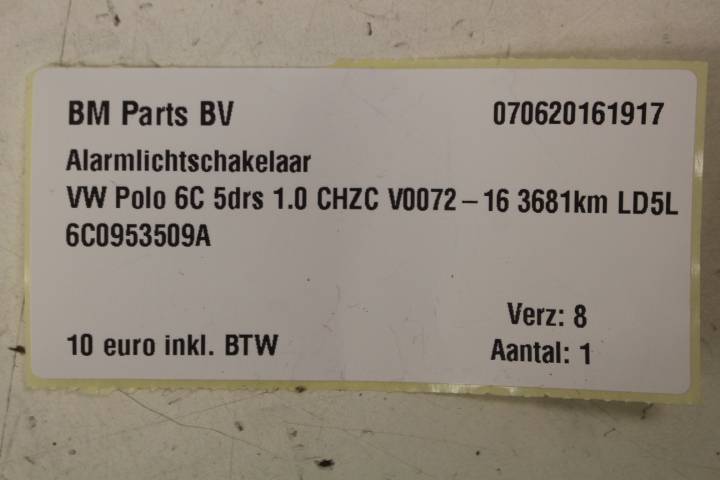 BM Parts BV 070620161917
Alarmlichtschakelaar
VW Polo 6C 5drs 1.0 CHZC V0072 – 16 3681km LD5L
6C0953509A
Verz: 8
10 euro inkl. BTW Aantal: 1